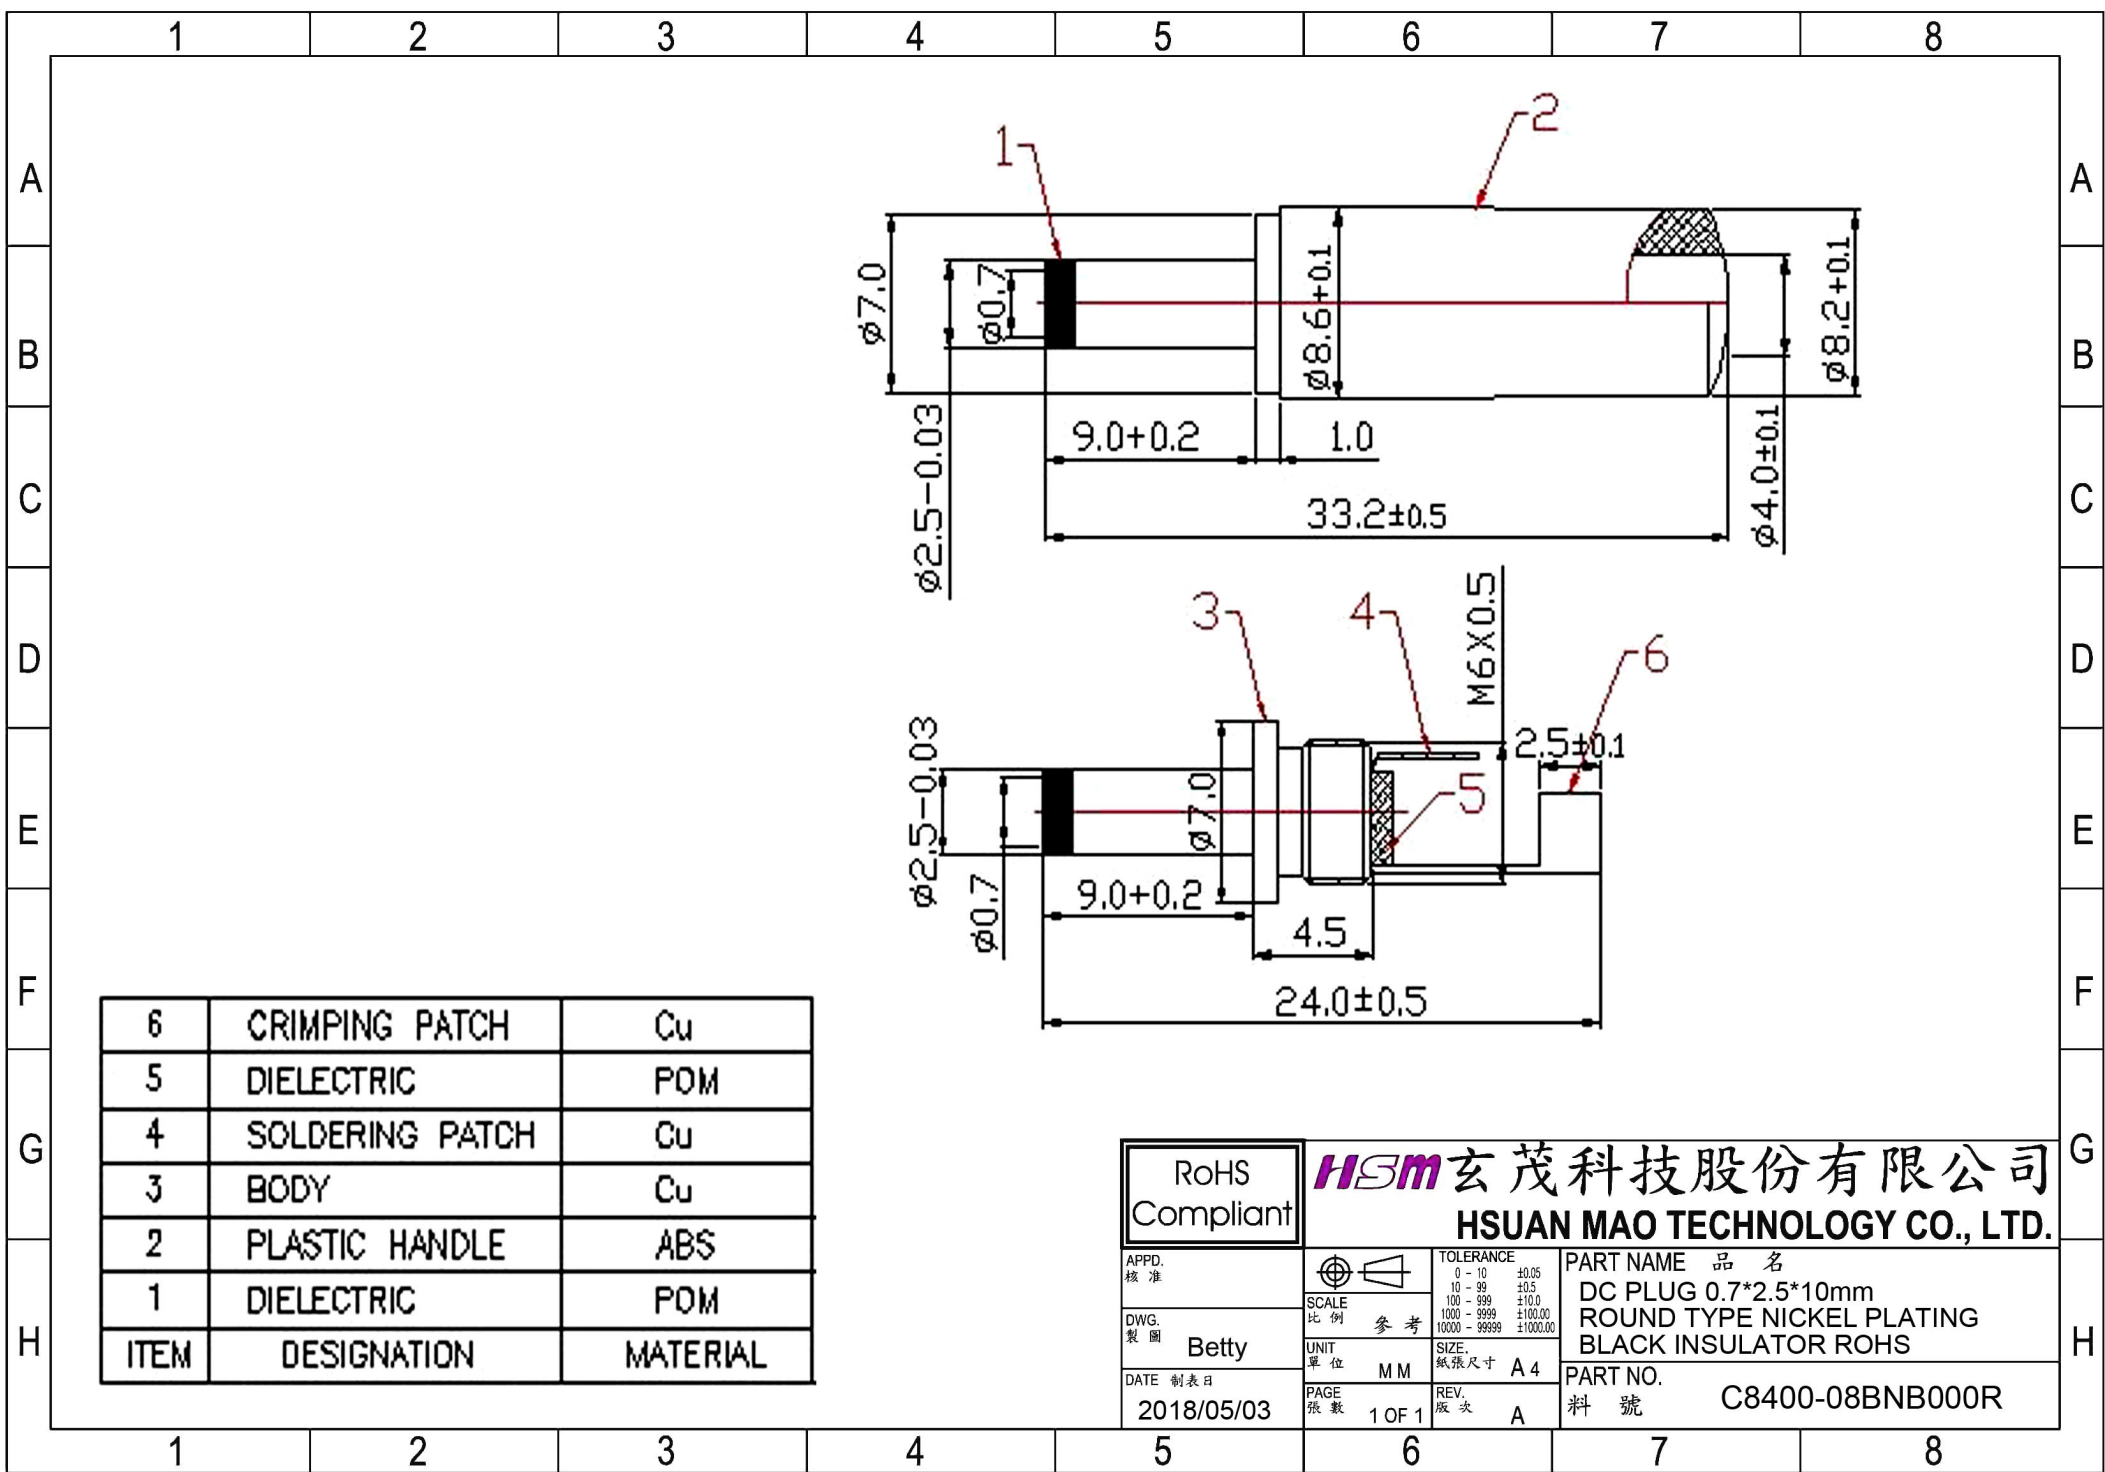 1 2 3 4 5 6 7 8
A A
B B
C C
D D
E E
F F
G G
H H
1
2
ø7.0
ø2.5-0.03
ø0.7
ø8.6+0.1
ø8.2+0.1
ø4.0±0.1
9.0+0.2
1.0
33.2±0.5
3
4
M6X0.5
6
2.5±0.1
5
ø2.5-0.03
ø0.7
ø7.0
9.0+0.2
4.5
24.0±0.5
6 CRIMPING PATCH Cu
5 DIELECTRIC POM
4 SOLDERING PATCH Cu
3 BODY Cu
2 PLASTIC HANDLE ABS
1 DIELECTRIC POM
ITEM DESIGNATION MATERIAL
RoHS
Compliant
HSM 玄茂科技股份有限公司
HSUAN MAO TECHNOLOGY CO., LTD.
APPD.
核 准
DWG.
製 圖
Betty
DATE 制表日
2018/05/03
SCALE
比 例 參 考
UNIT
單 位 MM
PAGE
張 數 1 OF 1
TOLERANCE
0 - 10 ±0.05
10 - 99 ±0.5
100 - 999 ±10.0
1000 - 9999 ±100.00
10000 - 99999 ±1000.00
SIZE.
紙張尺寸 A4
REV.
版 次 A
PART NAME 品 名
DC PLUG 0.7*2.5*10mm
ROUND TYPE NICKEL PLATING
BLACK INSULATOR ROHS
PART NO.
料 號 C8400-08BNB000R
1 2 3 4 5 6 7 8